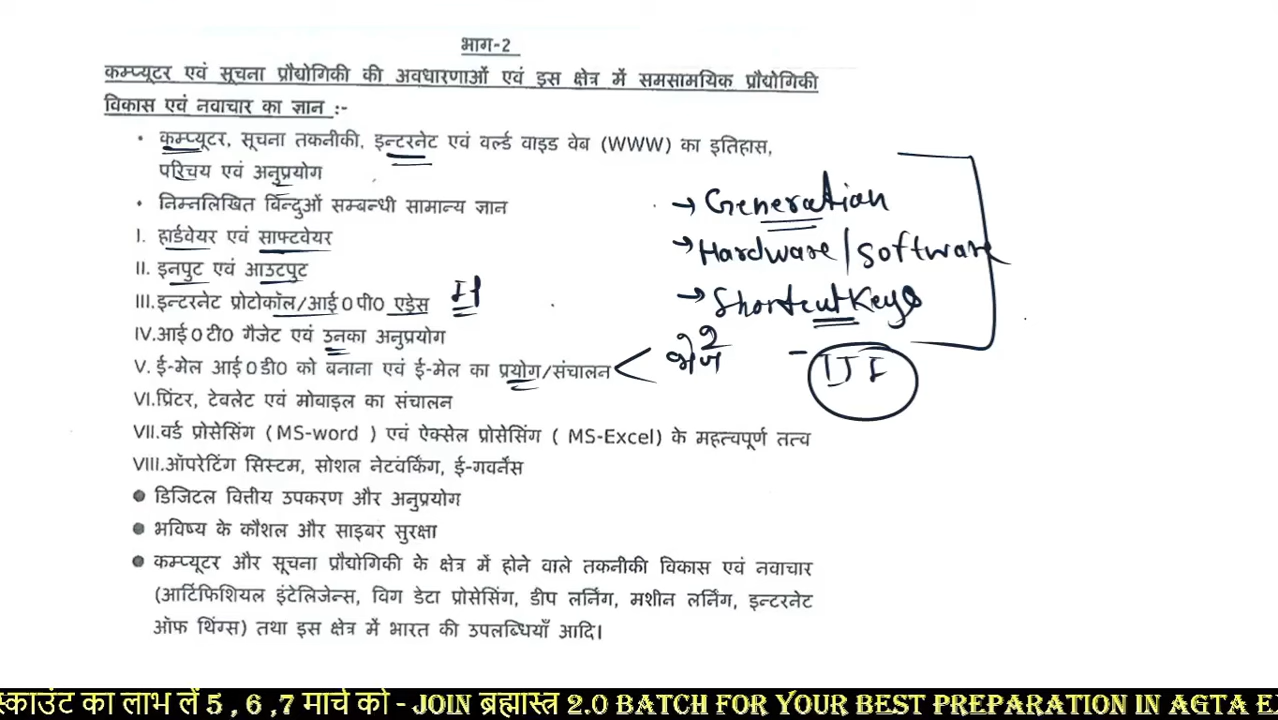 भाग-2
कम्प्यूटर एवं सूचना प्रौद्योगिकी की अवधारणाओं एवं इस क्षेत्र में समसामयिक प्रौद्योगिकी
विकास एवं नवाचार का ज्ञान :-
• कम्प्यूटर, सूचना तकनीकी, इन्टरनेट एवं वर्ल्ड वाइड वेब (WWW) का इतिहास,
परिचय एवं अनुप्रयोग
• निम्नलिखित बिन्दुओं सम्बन्धी सामान्य ज्ञान
→ Generation
I. हार्डवेयर एवं साफ्टवेयर
→ Hardware/Software
II. इनपुट एवं आउटपुट
III.इन्टरनेट प्रोटोकॉल/आई0पी0 एड्रेस
→ Shortcut Keys
IV.आई0टी0 गैजेट एवं उनका अनुप्रयोग
V. ई-मेल आई0डी0 को बनाना एवं ई-मेल का प्रयोग/संचालन
VI.प्रिंटर, टेबलेट एवं मोबाइल का संचालन
VII.वर्ड प्रोसेसिंग (MS-word ) एवं ऐक्सेल प्रोसेसिंग ( MS-Excel) के महत्वपूर्ण तत्व
VIII.ऑपरेटिंग सिस्टम, सोशल नेटवर्किंग, ई-गवर्नेस
● डिजिटल वित्तीय उपकरण और अनुप्रयोग
● भविष्य के कौशल और साइबर सुरक्षा
● कम्प्यूटर और सूचना प्रौद्योगिकी के क्षेत्र में होने वाले तकनीकी विकास एवं नवाचार
(आर्टिफिशियल इंटेलिजेन्स, विग डेटा प्रोसेसिंग, डीप लर्निंग, मशीन लर्निंग, इन्टरनेट
ऑफ थिंग्स) तथा इस क्षेत्र में भारत की उपलब्धियाँ आदि।
स्काउंट का लाभ लें 5 , 6 ,7 मार्च को - JOIN ब्रह्मास्त्र 2.0 BATCH FOR YOUR BEST PREPARATION IN AGTA E